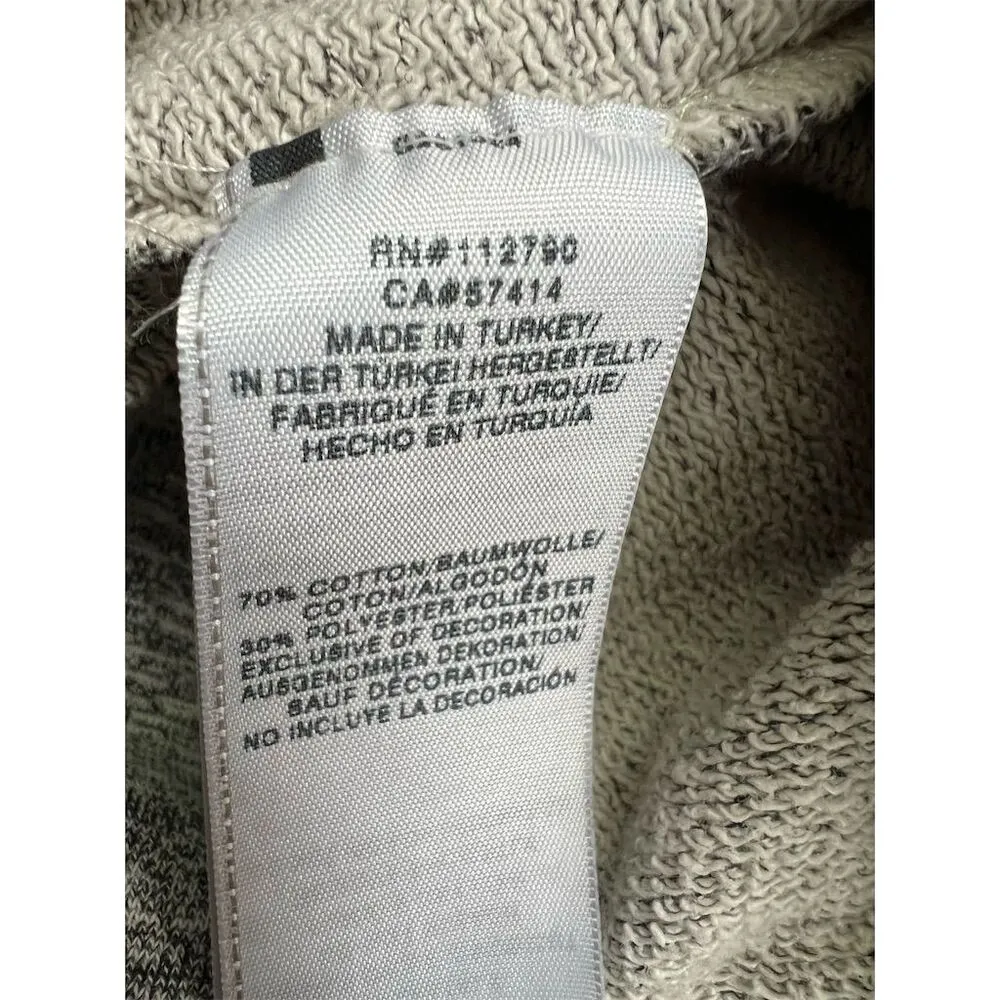 RN#112790
CA#57414
MADE IN TURKEY/
IN DER TURKEI HERGESTELLT/
FABRIQUÉ EN TURQUIE/
HECHO EN TURQUIA
70% COTTON/BAUMWOLLE/
COTON/ALGODÓN
30% POLYESTER/POLIÉSTER
EXCLUSIVE OF DECORATION/
AUSGENOMMEN DEKORATION/
SAUF DÉCORATION/
NO INCLUYE LA DECORACIÓN